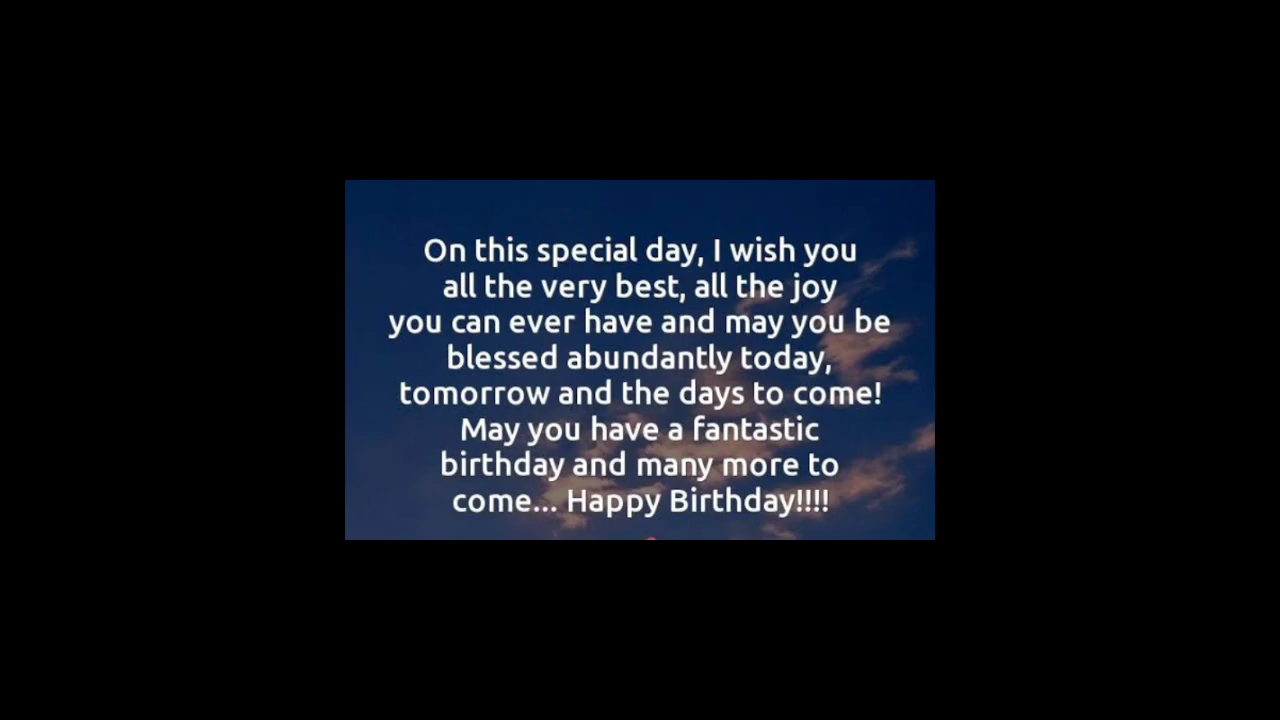 On this special day, I wish you
all the very best, all the joy
you can ever have and may you be
blessed abundantly today,
tomorrow and the days to come!
May you have a fantastic
birthday and many more to
come... Happy Birthday!!!!